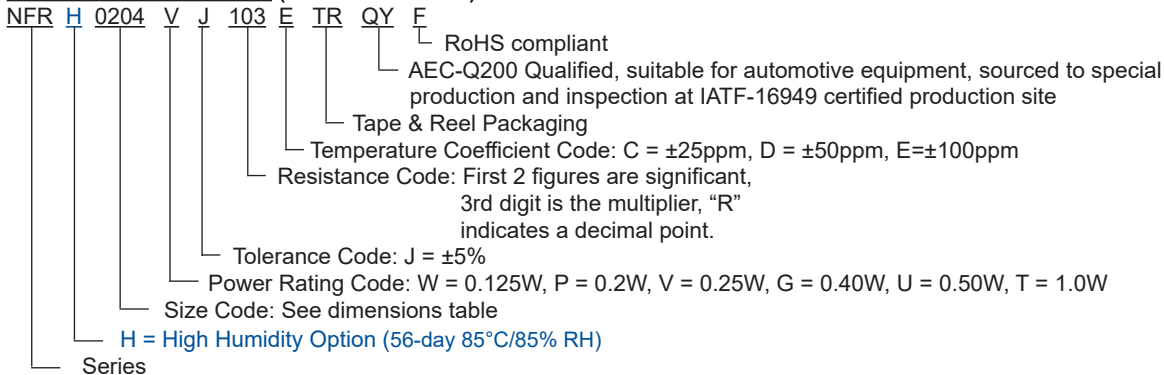 NFR H 0204 V J 103 E TR QY F
RoHS compliant
AEC-Q200 Qualified, suitable for automotive equipment, sourced to special
production and inspection at IATF-16949 certified production site
Tape & Reel Packaging
Temperature Coefficient Code: C = ±25ppm, D = ±50ppm, E=±100ppm
Resistance Code: First 2 figures are significant,
3rd digit is the multiplier, “R”
indicates a decimal point.
Tolerance Code: J = ±5%
Power Rating Code: W = 0.125W, P = 0.2W, V = 0.25W, G = 0.40W, U = 0.50W, T = 1.0W
Size Code: See dimensions table
H = High Humidity Option (56-day 85°C/85% RH)
Series